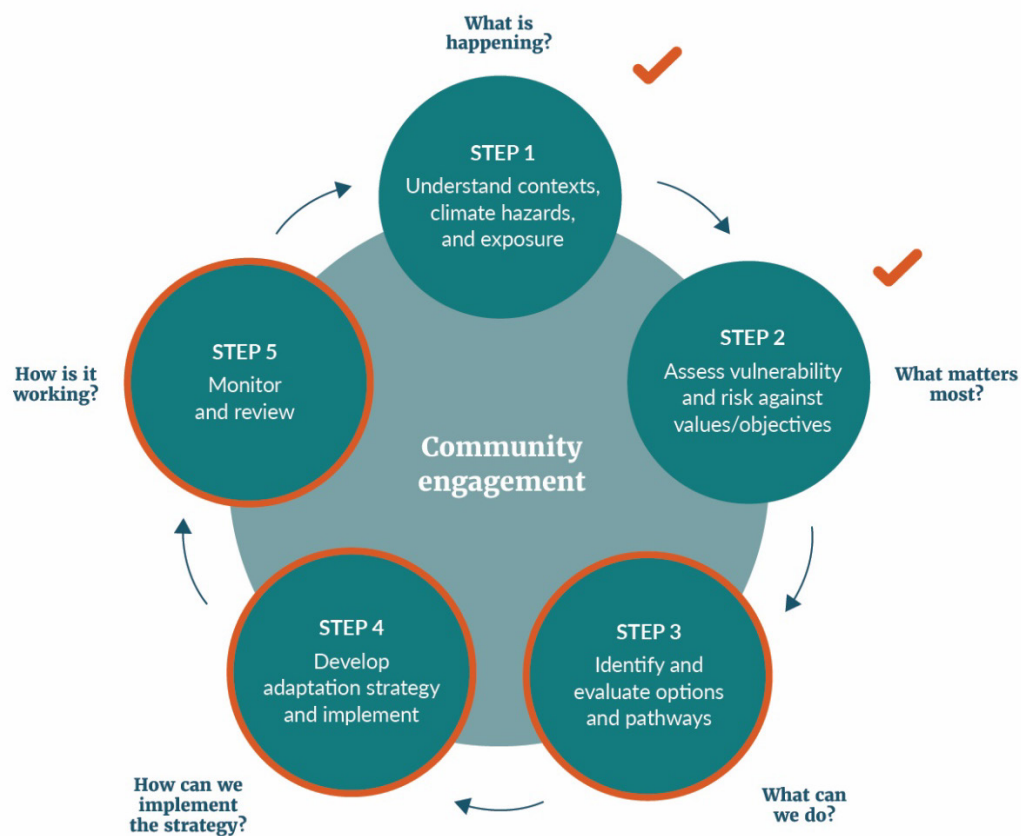 What is
happening?
STEP 1
Understand contexts,
climate hazards,
and exposure
STEP 2
Assess vulnerability
and risk against
values/objectives
What matters
most?
STEP 3
Identify and
evaluate options
and pathways
What can
we do?
STEP 4
Develop
adaptation strategy
and implement
How can we
implement
the strategy?
STEP 5
Monitor
and review
How is it
working?
Community
engagement